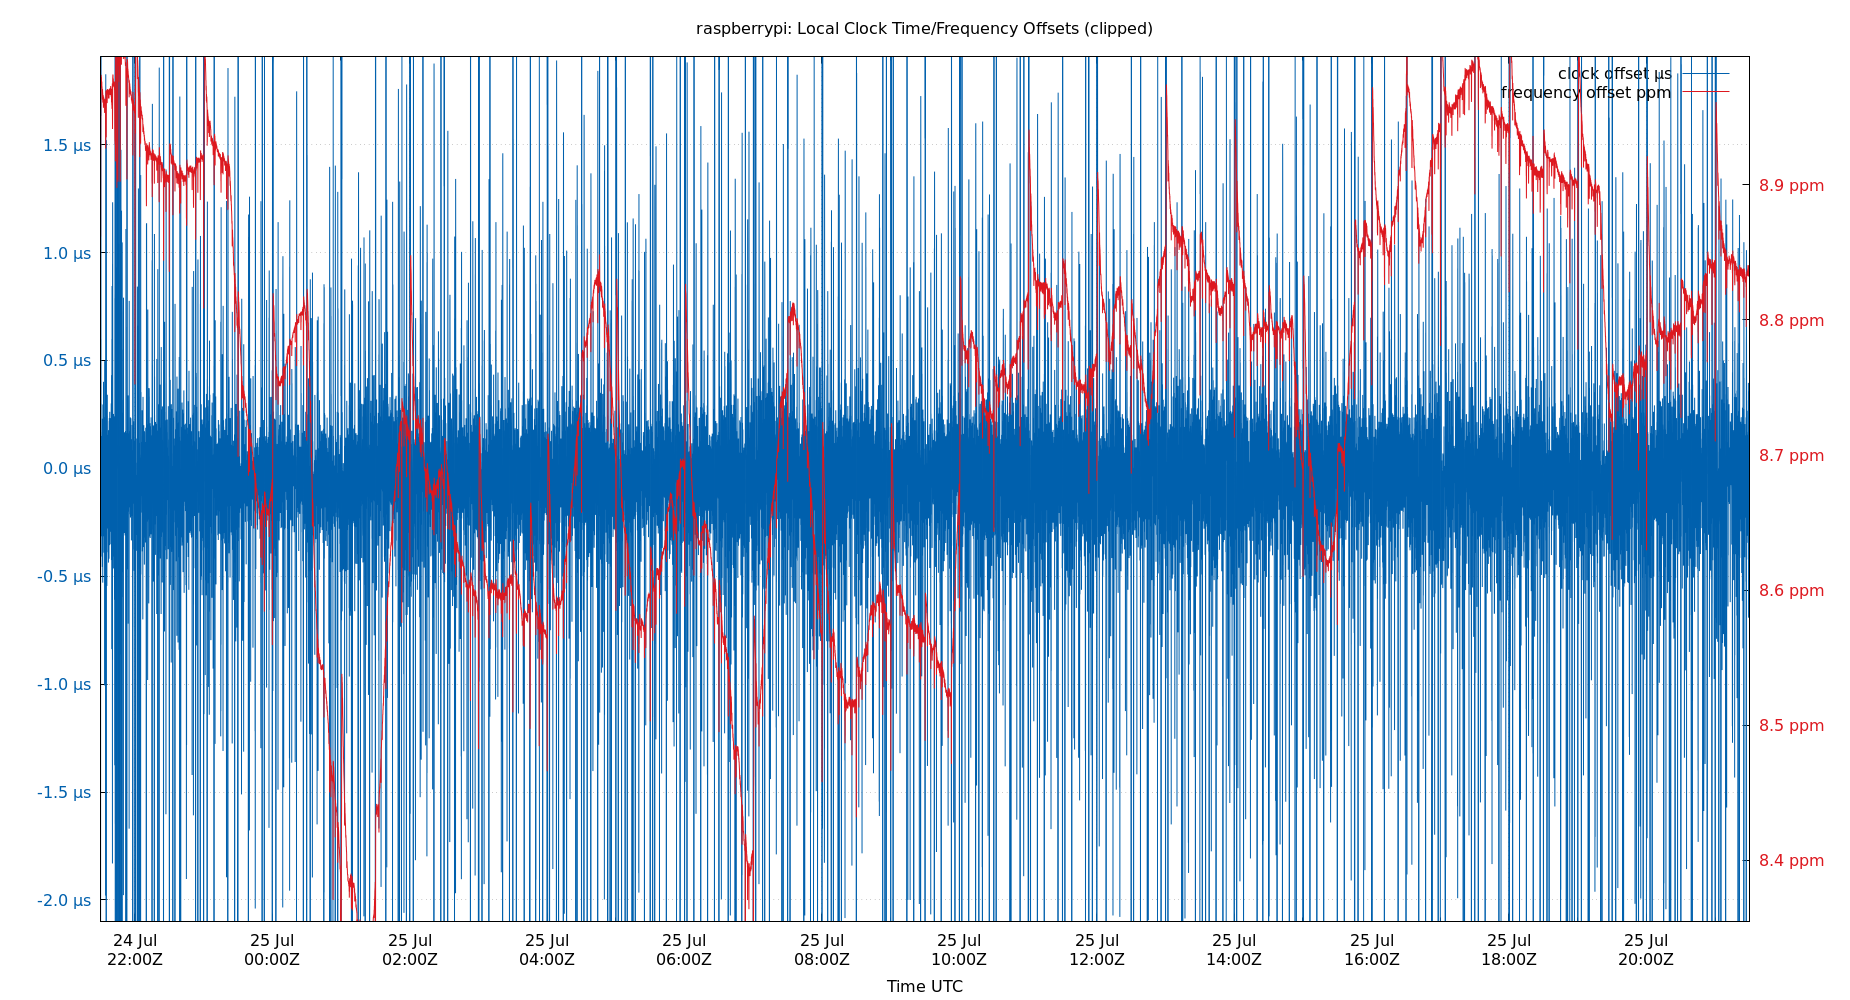 raspberrypi: Local Clock Time/Frequency Offsets (clipped)
clock offset µs
frequency offset ppm
1.5 µs
1.0 µs
0.5 µs
0.0 µs
-0.5 µs
-1.0 µs
-1.5 µs
-2.0 µs
8.9 ppm
8.8 ppm
8.7 ppm
8.6 ppm
8.5 ppm
8.4 ppm
24 Jul 25 Jul 25 Jul 25 Jul 25 Jul 25 Jul 25 Jul 25 Jul 25 Jul 25 Jul 25 Jul 25 Jul
22:00Z 00:00Z 02:00Z 04:00Z 06:00Z 08:00Z 10:00Z 12:00Z 14:00Z 16:00Z 18:00Z 20:00Z
Time UTC